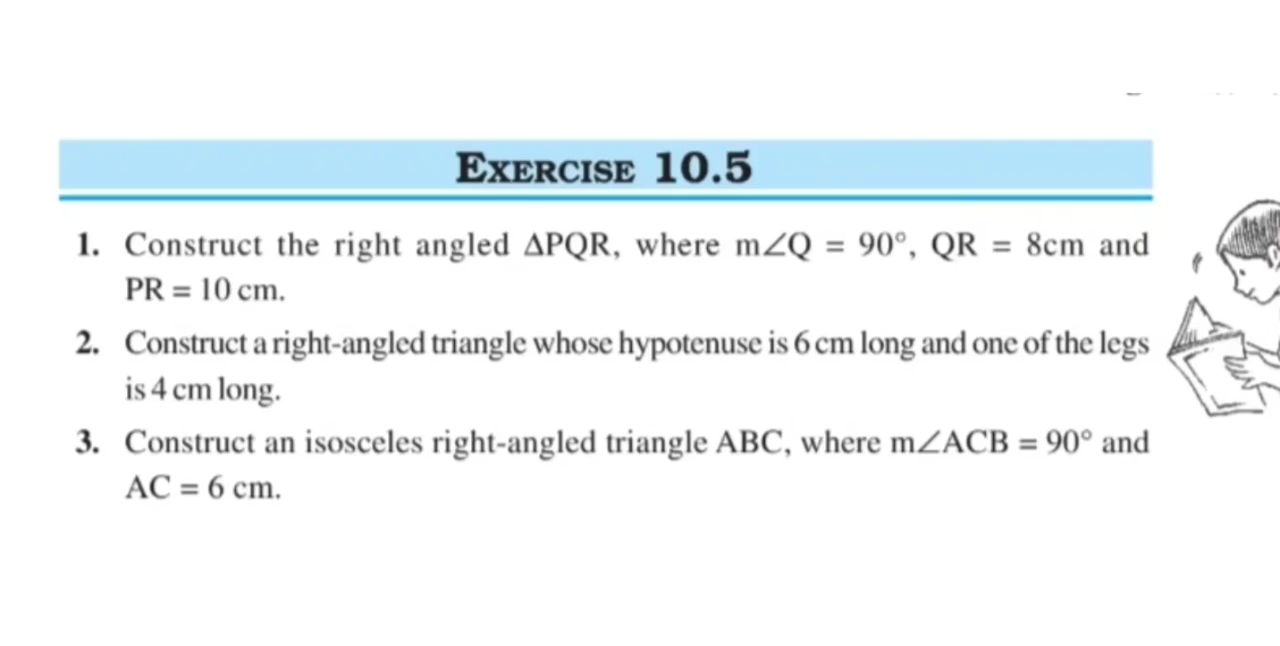 EXERCISE 10.5
1. Construct the right angled ΔPQR, where m∠Q = 90°, QR = 8cm and
PR = 10 cm.
2. Construct a right-angled triangle whose hypotenuse is 6 cm long and one of the legs
is 4 cm long.
3. Construct an isosceles right-angled triangle ABC, where m∠ACB = 90° and
AC = 6 cm.